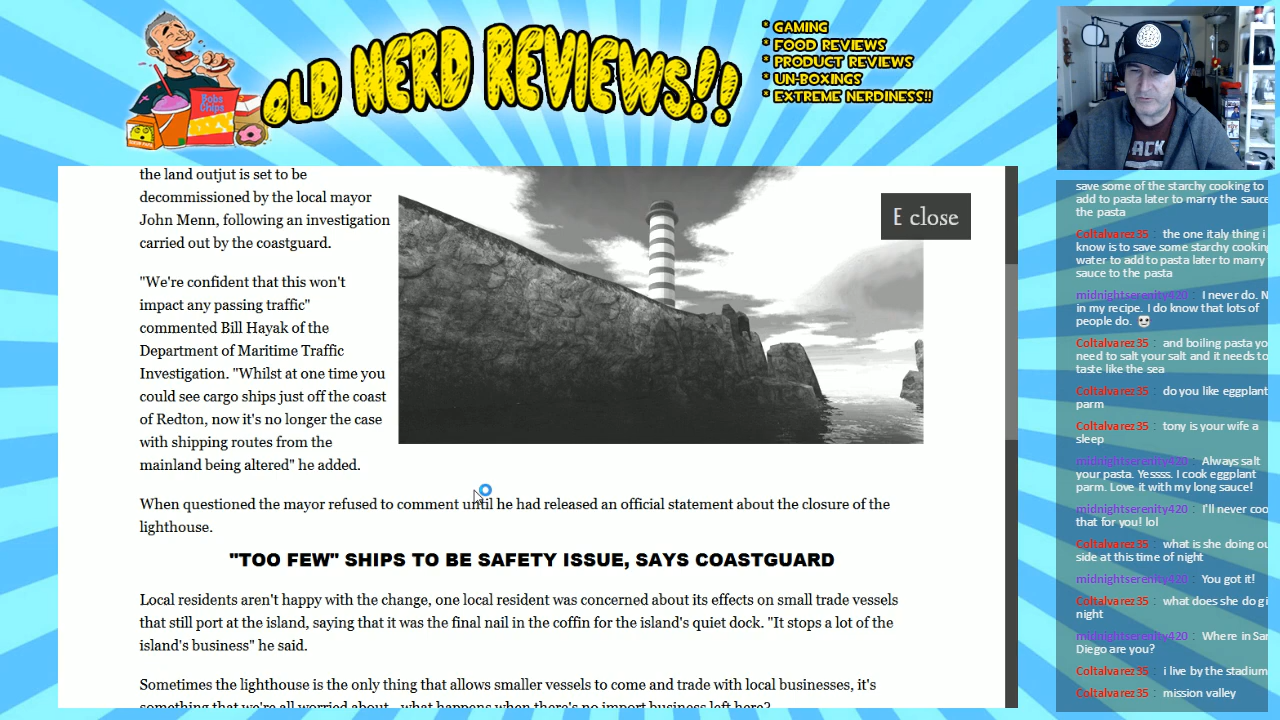 OLD NERD REVIEWS!!
Bobs
Chips
* GAMING
* FOOD REVIEWS
* PRODUCT REVIEWS
* UN-BOXINGS
* EXTREME NERDINESS!!
the land outjut is set to be
decommissioned by the local mayor
John Menn, following an investigation
carried out by the coastguard.
"We're confident that this won't
impact any passing traffic"
commented Bill Hayak of the
Department of Maritime Traffic
Investigation. "Whilst at one time you
could see cargo ships just off the coast
of Redton, now it's no longer the case
with shipping routes from the
mainland being altered" he added.
E close
When questioned the mayor refused to comment until he had released an official statement about the closure of the
lighthouse.
"TOO FEW" SHIPS TO BE SAFETY ISSUE, SAYS COASTGUARD
Local residents aren't happy with the change, one local resident was concerned about its effects on small trade vessels
that still port at the island, saying that it was the final nail in the coffin for the island's quiet dock. "It stops a lot of the
island's business" he said.
Sometimes the lighthouse is the only thing that allows smaller vessels to come and trade with local businesses, it's
something that we're all worried about - what happens when there's no import business left here?
save some of the starchy cooking to
add to pasta later to marry the sauce
the pasta
Coltalvarez35 : the one italy thing i
know is to save some starchy cooking
water to add to pasta later to marry
sauce to the pasta
midnightserenity420 : I never do. N
in my recipe. I do know that lots of
people do.
Coltalvarez35 : and boiling pasta yo
need to salt your salt and it needs to
taste like the sea
Coltalvarez35 : do you like eggplant
parm
Coltalvarez35 : tony is your wife a
sleep
midnightserenity420 : Always salt
your pasta. Yessss. I cook eggplant
parm. Love it with my long sauce!
midnightserenity420 : I'll never coo
that for you! lol
Coltalvarez35 : what is she doing ou
side at this time of night
midnightserenity420 : You got it!
Coltalvarez35 : what does she do gi
night
midnightserenity420 : Where in San
Diego are you?
Coltalvarez35 : i live by the stadium
Coltalvarez35 : mission valley